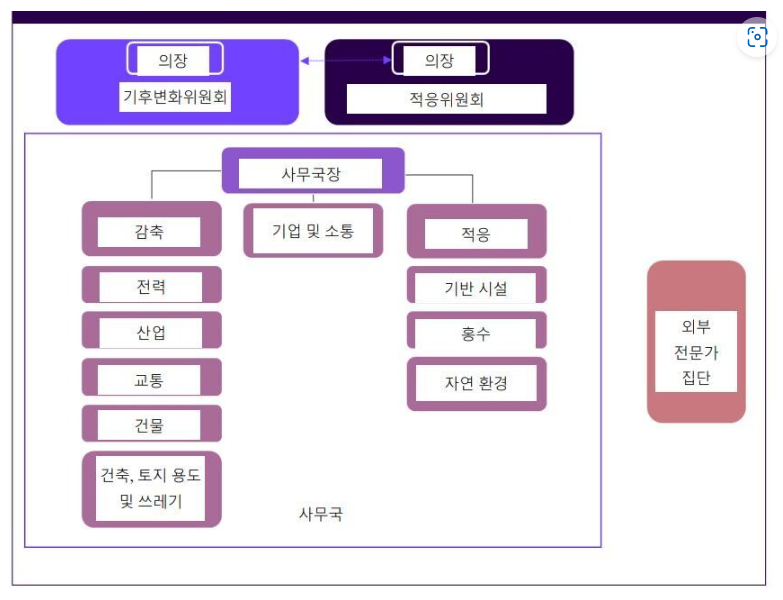 의장
기후변화위원회
의장
적응위원회
사무국장
감축
전력
산업
교통
건물
건축, 토지 용도
및 쓰레기
기업 및 소통
적응
기반 시설
홍수
자연 환경
사무국
외부
전문가
집단